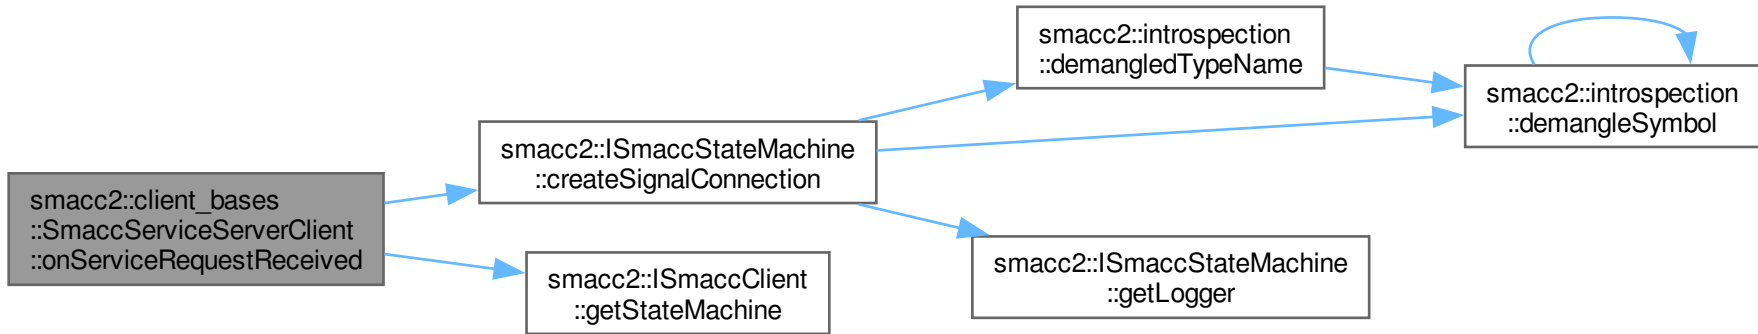 smacc2::client_bases
::SmaccServiceServerClient
::onServiceRequestReceived
smacc2::ISmaccStateMachine
::createSignalConnection
smacc2::ISmaccClient
::getStateMachine
smacc2::introspection
::demangledTypeName
smacc2::ISmaccStateMachine
::getLogger
smacc2::introspection
::demangleSymbol